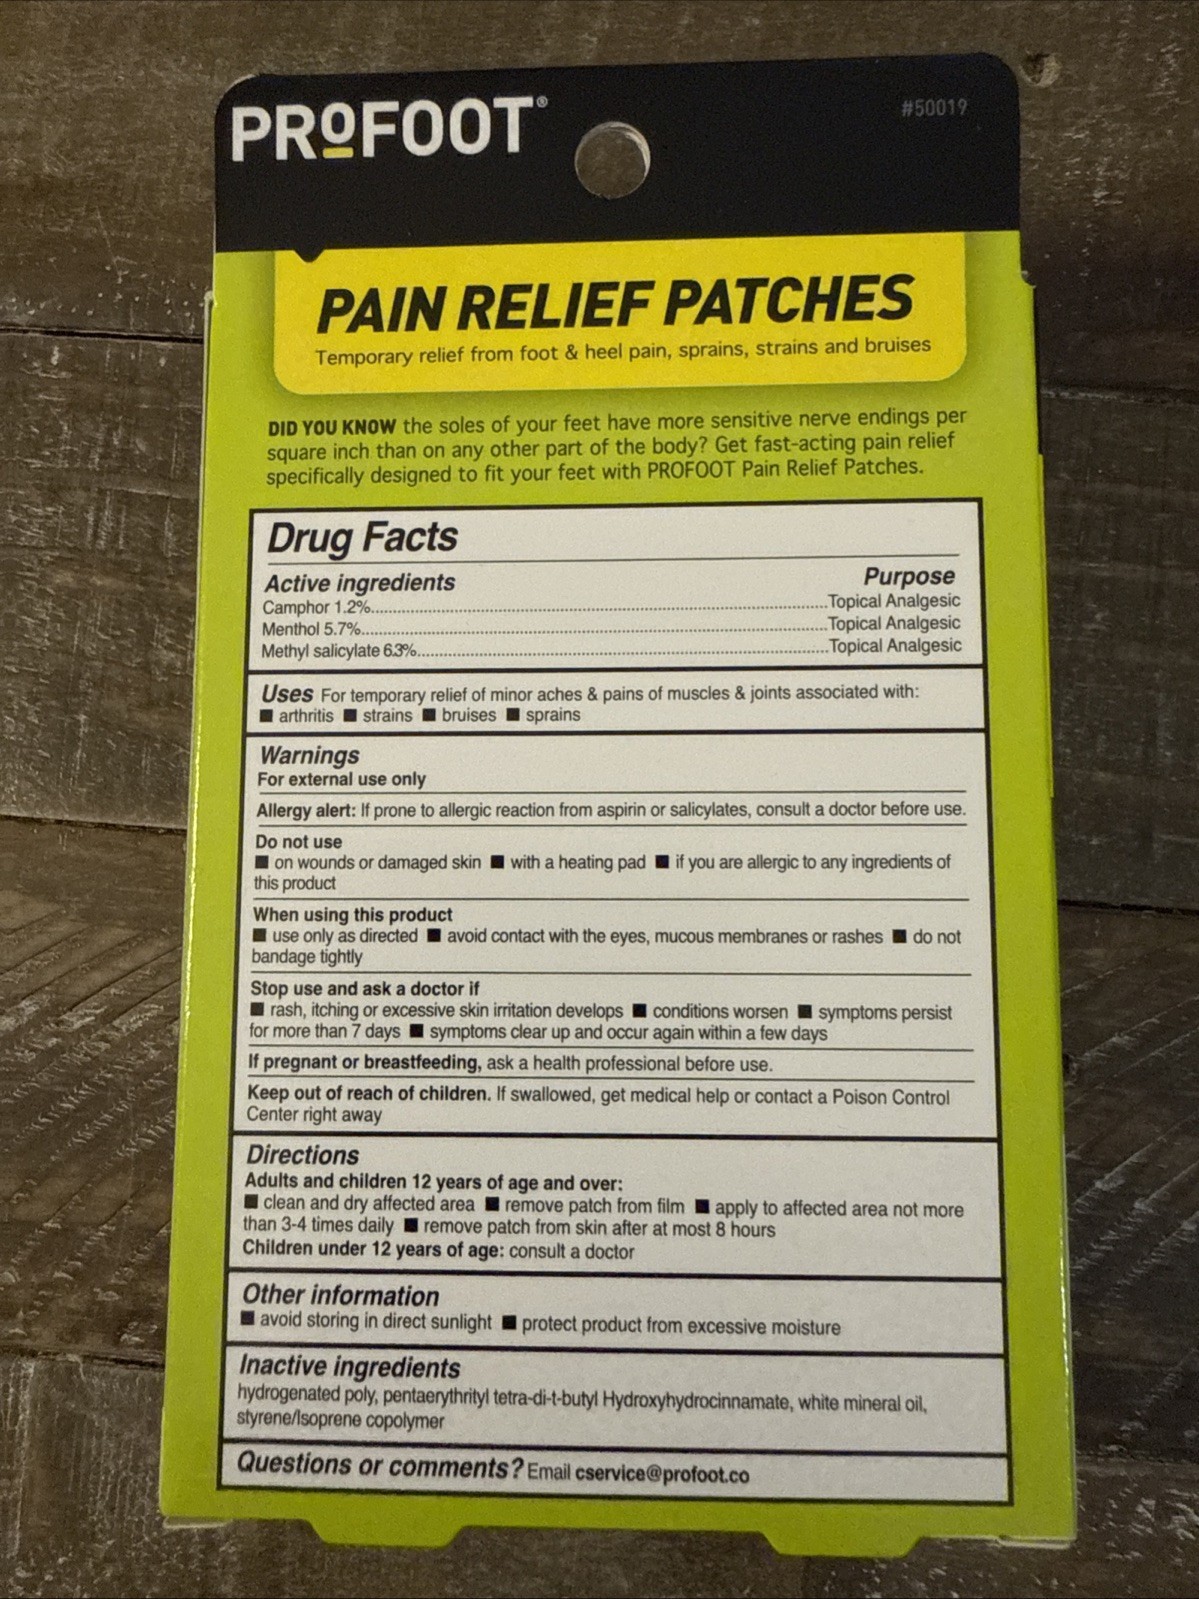 PROFOOT®
#50019
PAIN RELIEF PATCHES
Temporary relief from foot & heel pain, sprains, strains and bruises
DID YOU KNOW the soles of your feet have more sensitive nerve endings per
square inch than on any other part of the body? Get fast-acting pain relief
specifically designed to fit your feet with PROFOOT Pain Relief Patches.
Drug Facts
Active ingredients Purpose
Camphor 1.2%..........Topical Analgesic
Menthol 5.7%..........Topical Analgesic
Methyl salicylate 6.3%..........Topical Analgesic
Uses For temporary relief of minor aches & pains of muscles & joints associated with:
■ arthritis ■ strains ■ bruises ■ sprains
Warnings
For external use only
Allergy alert: If prone to allergic reaction from aspirin or salicylates, consult a doctor before use.
Do not use
■ on wounds or damaged skin ■ with a heating pad ■ if you are allergic to any ingredients of
this product
When using this product
■ use only as directed ■ avoid contact with the eyes, mucous membranes or rashes ■ do not
bandage tightly
Stop use and ask a doctor if
■ rash, itching or excessive skin irritation develops ■ conditions worsen ■ symptoms persist
for more than 7 days ■ symptoms clear up and occur again within a few days
If pregnant or breastfeeding, ask a health professional before use.
Keep out of reach of children. If swallowed, get medical help or contact a Poison Control
Center right away
Directions
Adults and children 12 years of age and over:
■ clean and dry affected area ■ remove patch from film ■ apply to affected area not more
than 3-4 times daily ■ remove patch from skin after at most 8 hours
Children under 12 years of age: consult a doctor
Other information
■ avoid storing in direct sunlight ■ protect product from excessive moisture
Inactive ingredients
hydrogenated poly, pentaerythrityl tetra-di-t-butyl Hydroxyhydrocinnamate, white mineral oil,
styrene/Isoprene copolymer
Questions or comments? Email cservice@profoot.co